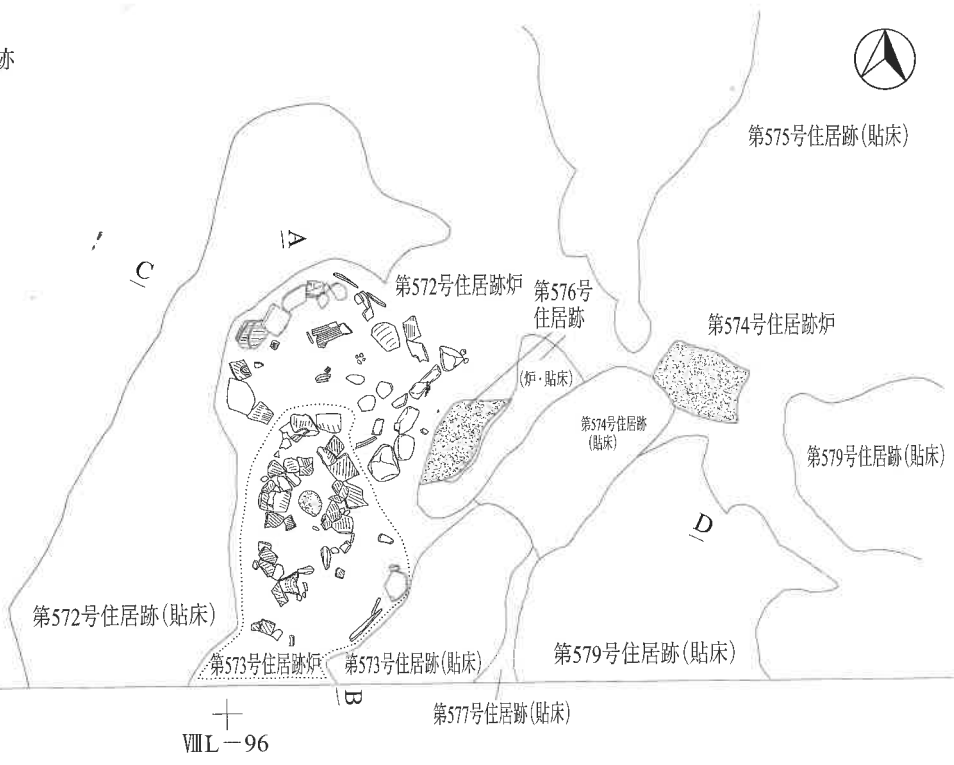 跡
第575号住居跡(貼床)
A
C
第572号住居跡炉
第576号
住居跡
第574号住居跡炉
(炉・貼床)
第574号住居跡
(貼床)
第579号住居跡(貼床)
D
第572号住居跡(貼床)
第573号住居跡炉
第573号住居跡(貼床)
第579号住居跡(貼床)
B
第577号住居跡(貼床)
ⅧL－96